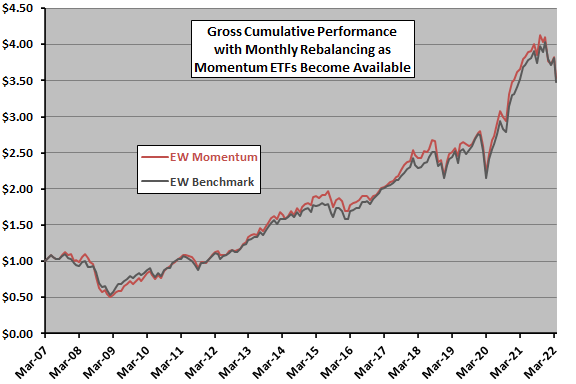 Gross Cumulative Performance
with Monthly Rebalancing as
Momentum ETFs Become Available
$4.50
$4.00
$3.50
$3.00
$2.50
$2.00
$1.50
$1.00
$0.50
$0.00
EW Momentum
EW Benchmark
Mar-07
Mar-08
Mar-09
Mar-10
Mar-11
Mar-12
Mar-13
Mar-14
Mar-15
Mar-16
Mar-17
Mar-18
Mar-19
Mar-20
Mar-21
Mar-22